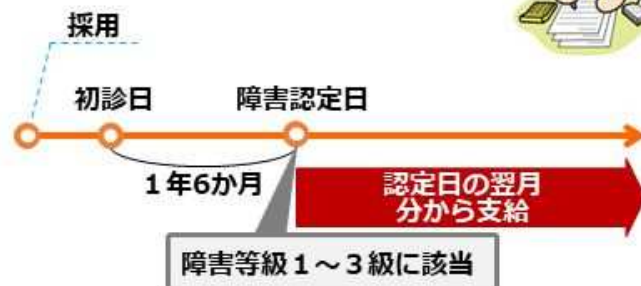 採用
初診日
障害認定日
1年6か月
認定日の翌月
分から支給
障害等級1～3級に該当